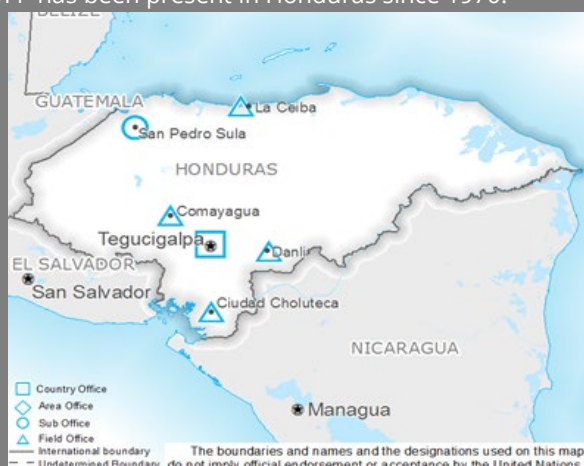 has been present in Honduras since 1970.
BELIZE
GUATEMALA
La Ceiba
San Pedro Sula
HONDURAS
Comayagua
Tegucigalpa
Danli
EL SALVADOR
San Salvador
Ciudad Choluteca
NICARAGUA
Managua
Country Office
Area Office
Sub Office
Field Office
International boundary
Undetermined Boundary
The boundaries and names and the designations used on this map
do not imply official endorsement or acceptance by the United Nations